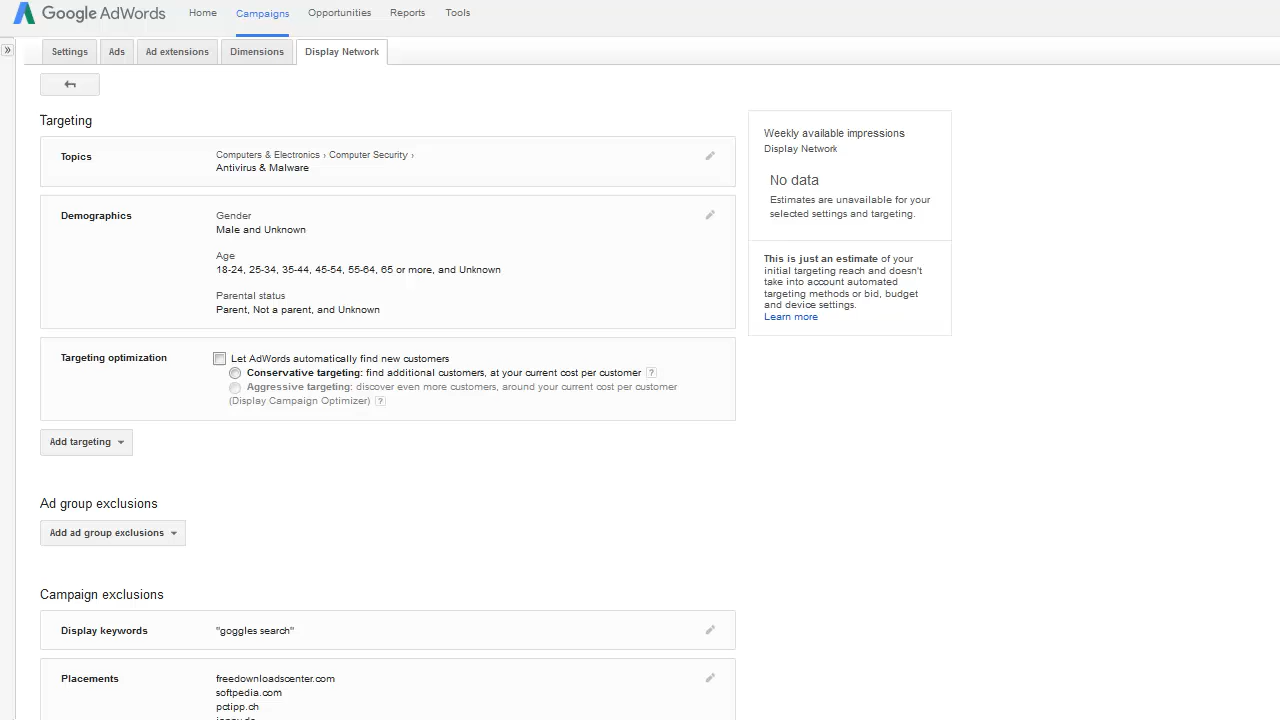 Google AdWords
Home Campaigns Opportunities Reports Tools
»
Settings Ads Ad extensions Dimensions Display Network
Targeting
Topics
Computers & Electronics › Computer Security ›
Antivirus & Malware
Demographics
Gender
Male and Unknown
Age
18-24, 25-34, 35-44, 45-54, 55-64, 65 or more, and Unknown
Parental status
Parent, Not a parent, and Unknown
Targeting optimization
Let AdWords automatically find new customers
Conservative targeting: find additional customers, at your current cost per customer ?
Aggressive targeting: discover even more customers, around your current cost per customer
(Display Campaign Optimizer) ?
Add targeting
Ad group exclusions
Add ad group exclusions
Campaign exclusions
Display keywords
"goggles search"
Placements
freedownloadscenter.com
softpedia.com
pctipp.ch
Weekly available impressions
Display Network
No data
Estimates are unavailable for your
selected settings and targeting.
This is just an estimate of your
initial targeting reach and doesn't
take into account automated
targeting methods or bid, budget
and device settings.
Learn more